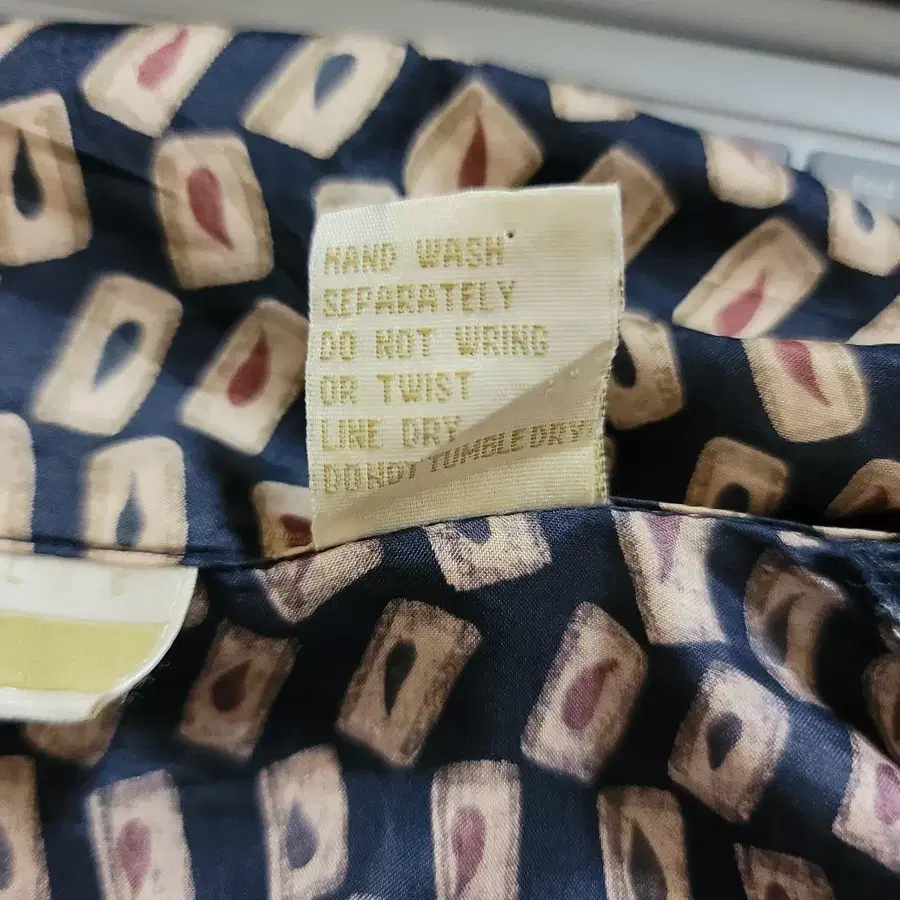 HAND WASH
SEPARATELY
DO NOT WRING
OR TWIST
LINE DRY
DO NOT TUMBLE DRY